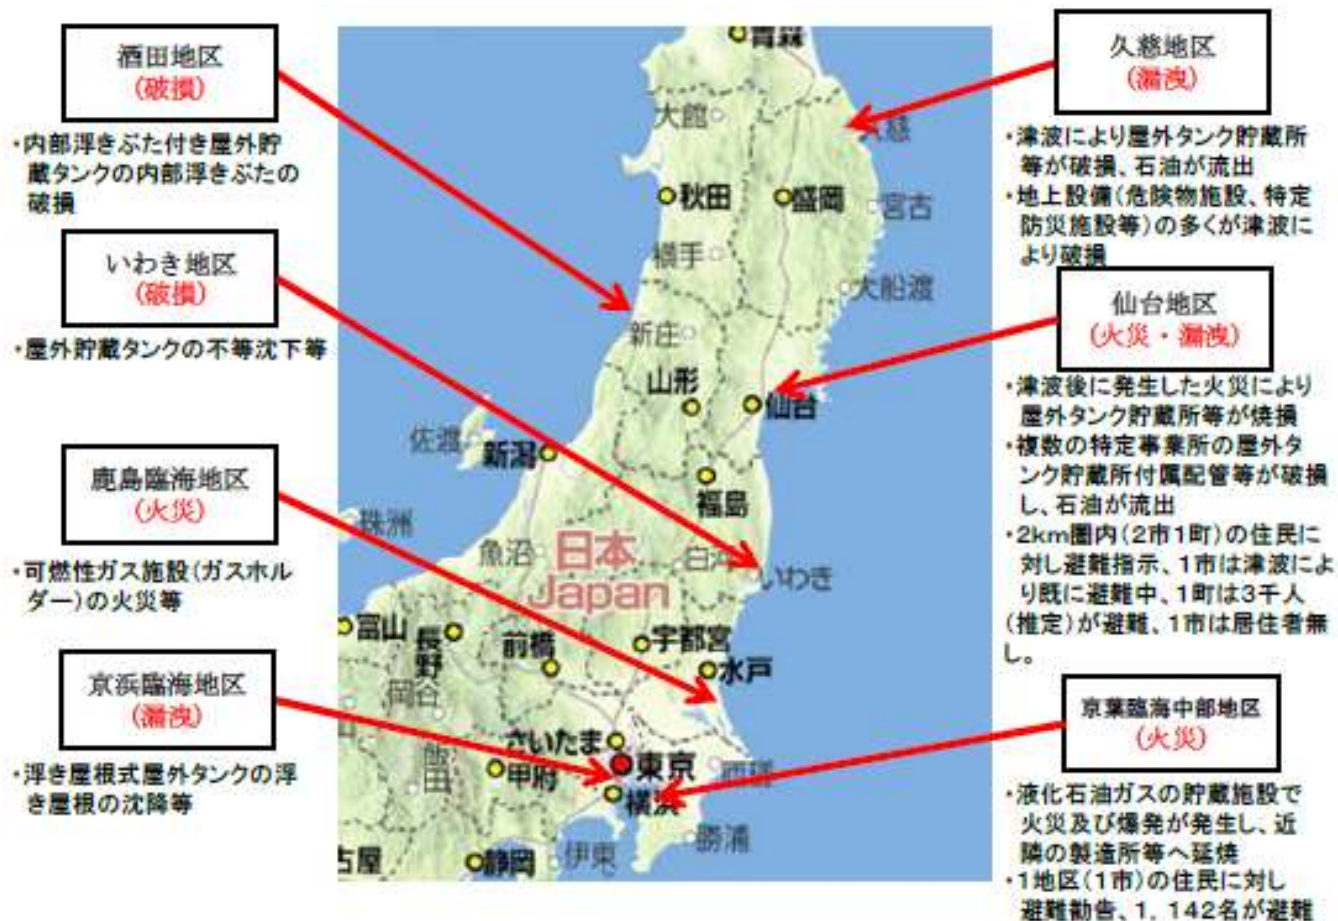 酒田地区
(破損)
・内部浮きぶた付き屋外貯
蔵タンクの内部浮きぶたの
破損
いわき地区
(破損)
・屋外貯蔵タンクの不等沈下等
鹿島臨海地区
(火災)
・可燃性ガス施設(ガスホル
ダー)の火災等
京浜臨海地区
(漏洩)
・浮き屋根式屋外タンクの浮
き屋根の沈降等
青森
大館
久慈
秋田
盛岡
宮古
横手
大船渡
新庄
山形
仙台
佐渡
新潟
福島
珠洲
魚沼
日本
Japan
白河
いわき
富山
長野
前橋
宇都宮
水戸
岡谷
さいたま
飯田
甲府
東京
横浜
勝浦
古屋
静岡
伊東
久慈地区
(漏洩)
・津波により屋外タンク貯蔵所
等が破損、石油が流出
・地上設備(危険物施設、特定
防災施設等)の多くが津波に
より破損
仙台地区
(火災・漏洩)
・津波後に発生した火災により
屋外タンク貯蔵所等が焼損
・複数の特定事業所の屋外タ
ンク貯蔵所付属配管等が破損
し、石油が流出
・2km圏内(2市1町)の住民に
対し避難指示、1市は津波によ
り既に避難中、1町は3千人
(推定)が避難、1市は居住者無
し。
京葉臨海中部地区
(火災)
・液化石油ガスの貯蔵施設で
火災及び爆発が発生し、近
隣の製造所等へ延焼
・1地区(1市)の住民に対し
避難勧告、1,142名が避難